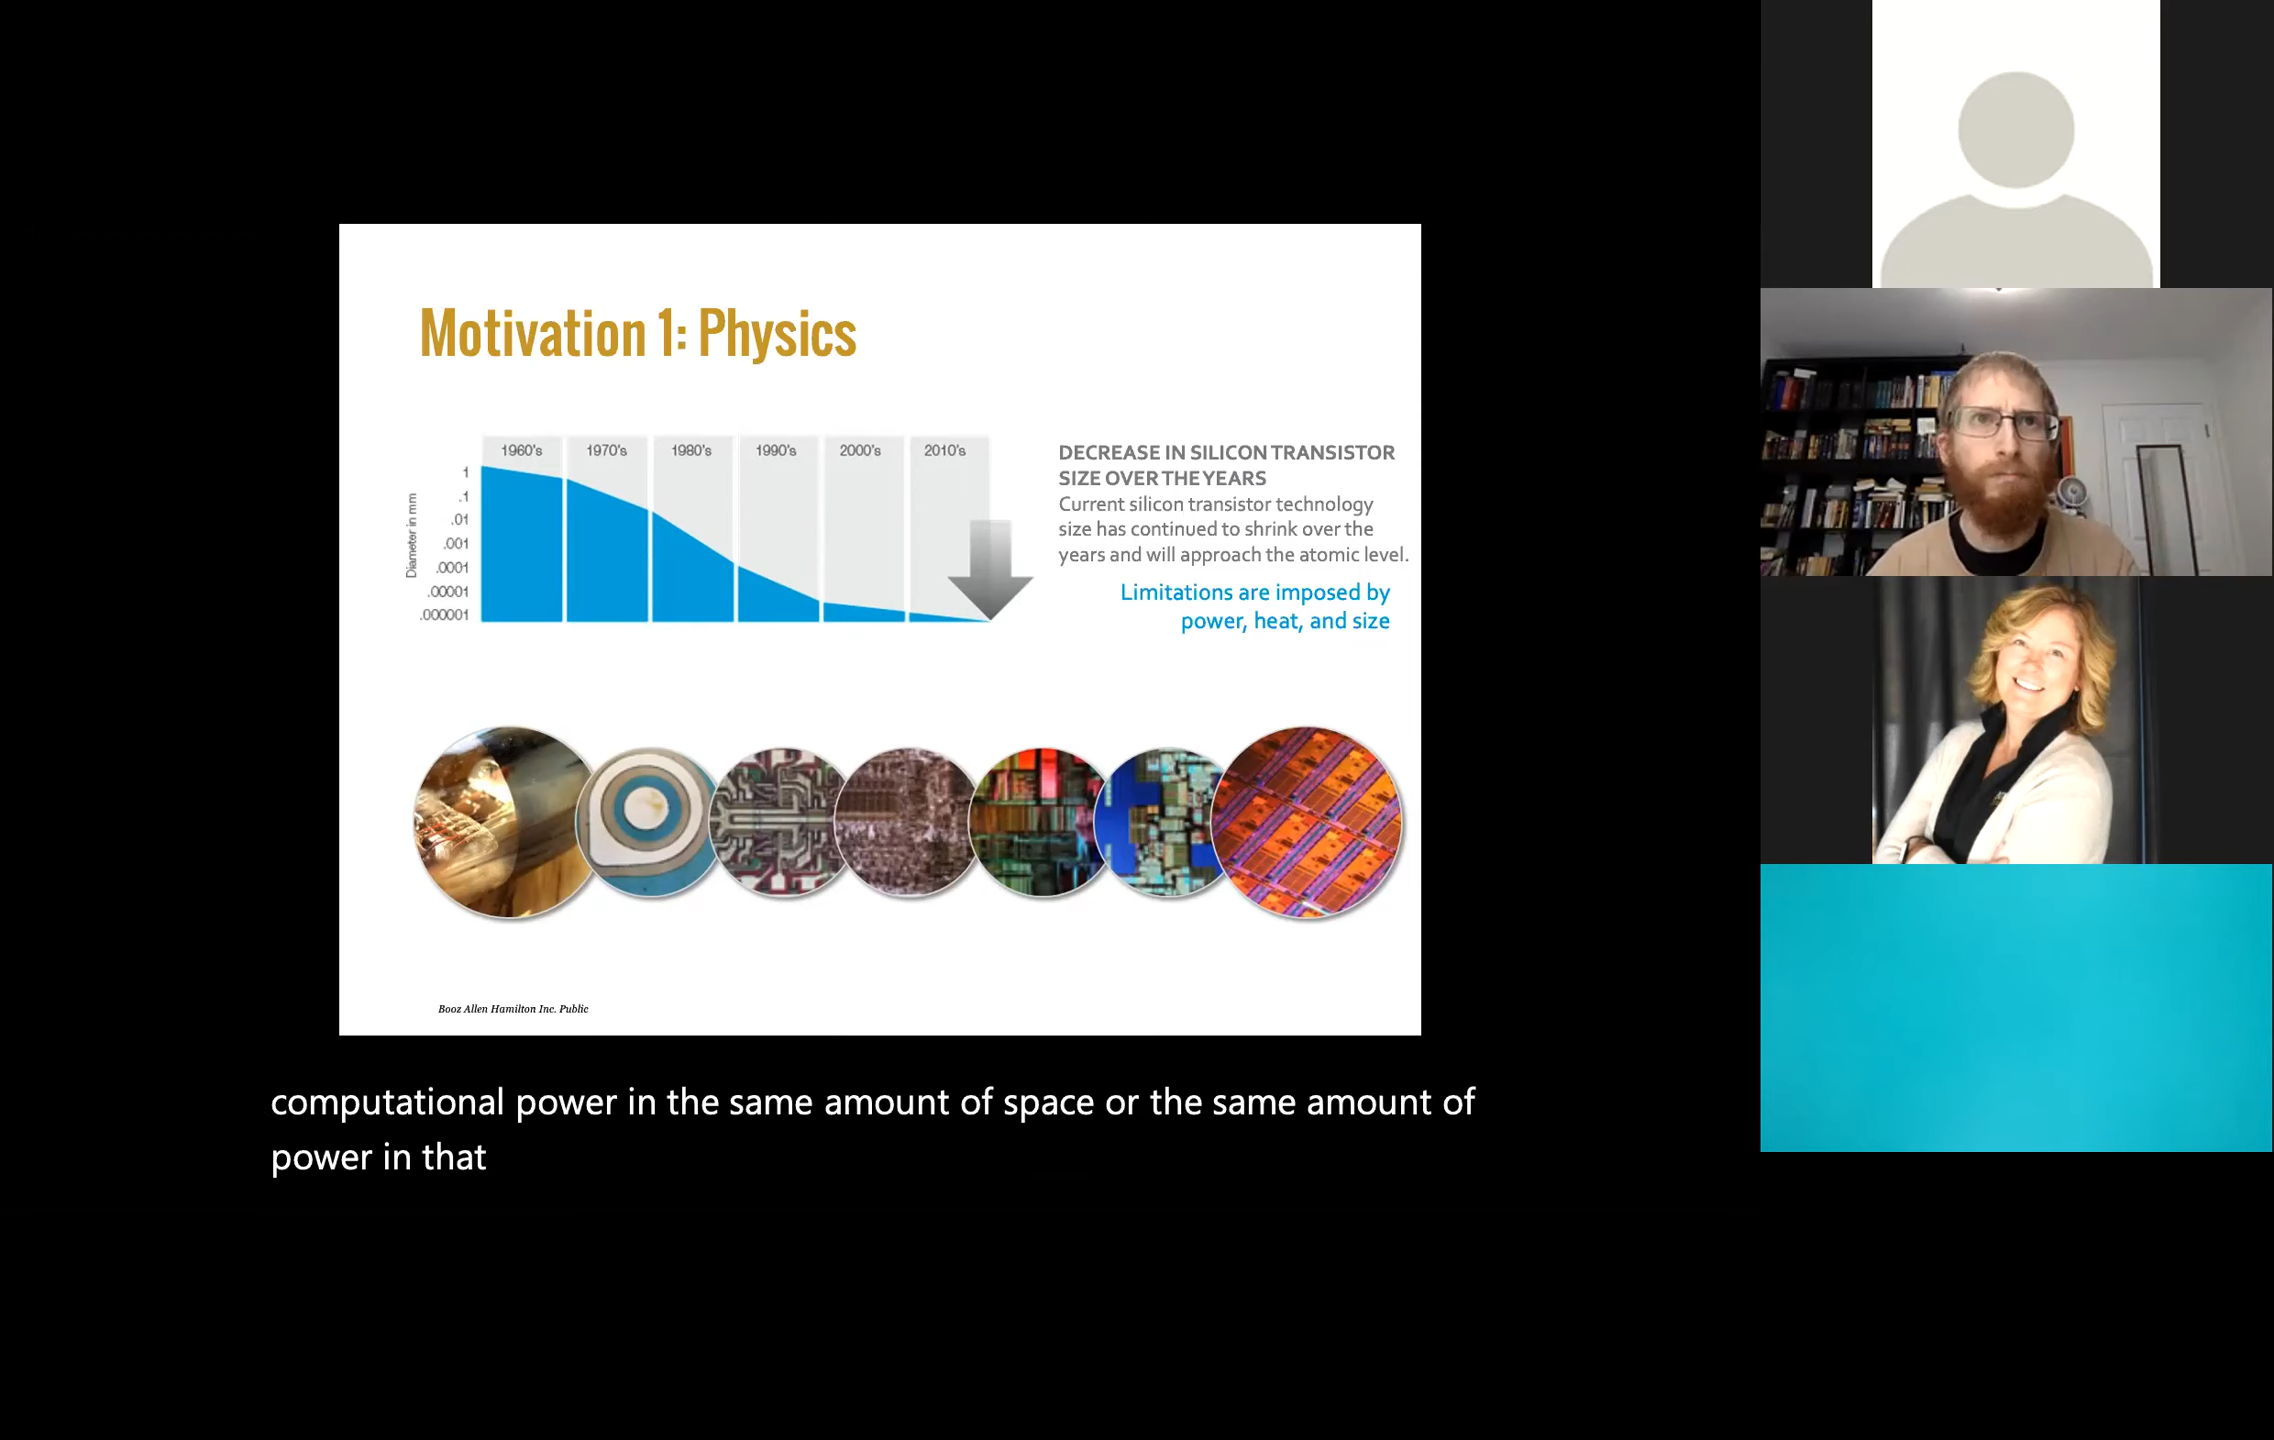 Motivation 1: Physics
1960's 1970's 1980's 1990's 2000's 2010's
Diameter in mm
1
.1
.01
.001
.0001
.00001
.000001
DECREASE IN SILICON TRANSISTOR
SIZE OVER THE YEARS
Current silicon transistor technology
size has continued to shrink over the
years and will approach the atomic level.
Limitations are imposed by
power, heat, and size
Booz Allen Hamilton Inc. Public
computational power in the same amount of space or the same amount of
power in that